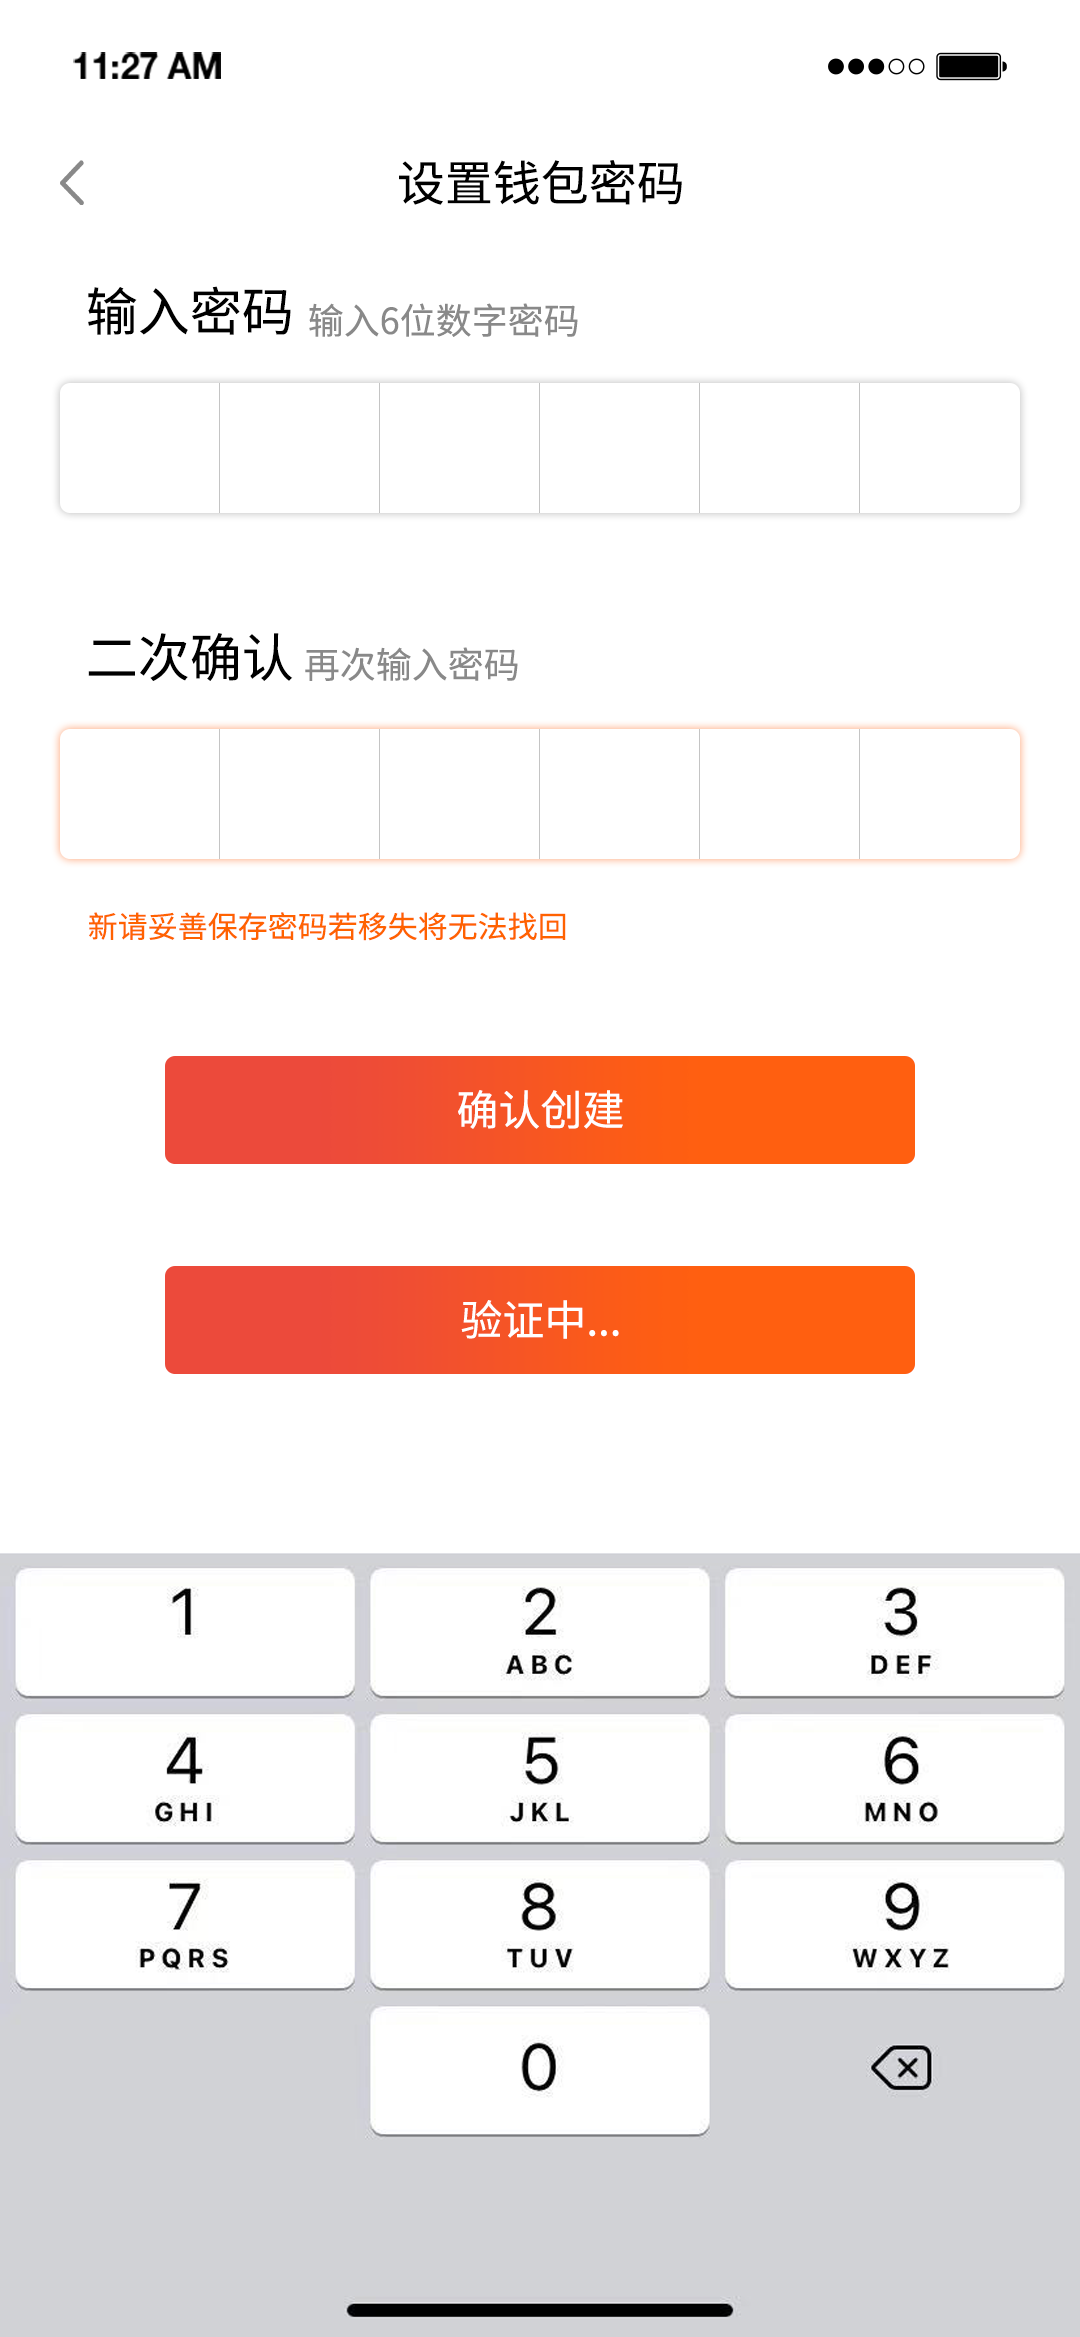 11:27 AM
设置钱包密码
输入密码 输入6位数字密码
二次确认 再次输入密码
新请妥善保存密码若移失将无法找回
确认创建
验证中...
1 2 3
ABC DEF
4 5 6
GHI JKL MNO
7 8 9
PQRS TUV WXYZ
0